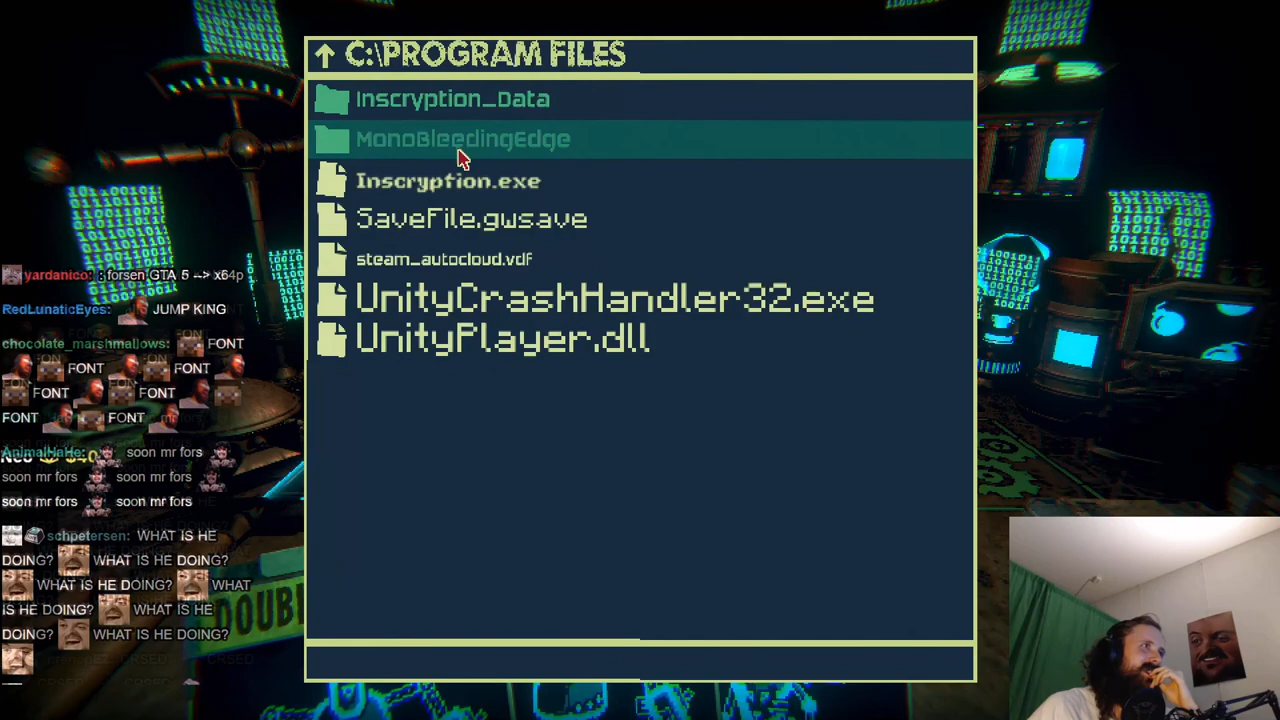 C:\PROGRAM FILES
Inscryption_Data
MonoBleedingEdge
Inscryption.exe
SaveFile.gwsave
steam_autocloud.vdf
UnityCrashHandler32.exe
UnityPlayer.dll
yardanico: forsen GTA 5 --> x64p
RedLunaticEyes: JUMP KING
chocolate_marshmallows: FONT
FONT FONT
FONT FONT
FONT FONT
AnimalHaHe: soon mr fors
soon mr fors soon mr fors
soon mr fors soon mr fors
schpetersen: WHAT IS HE
DOING? WHAT IS HE DOING?
WHAT IS HE DOING? WHAT
IS HE DOING? WHAT IS HE
DOING? WHAT IS HE DOING?
DOUBL